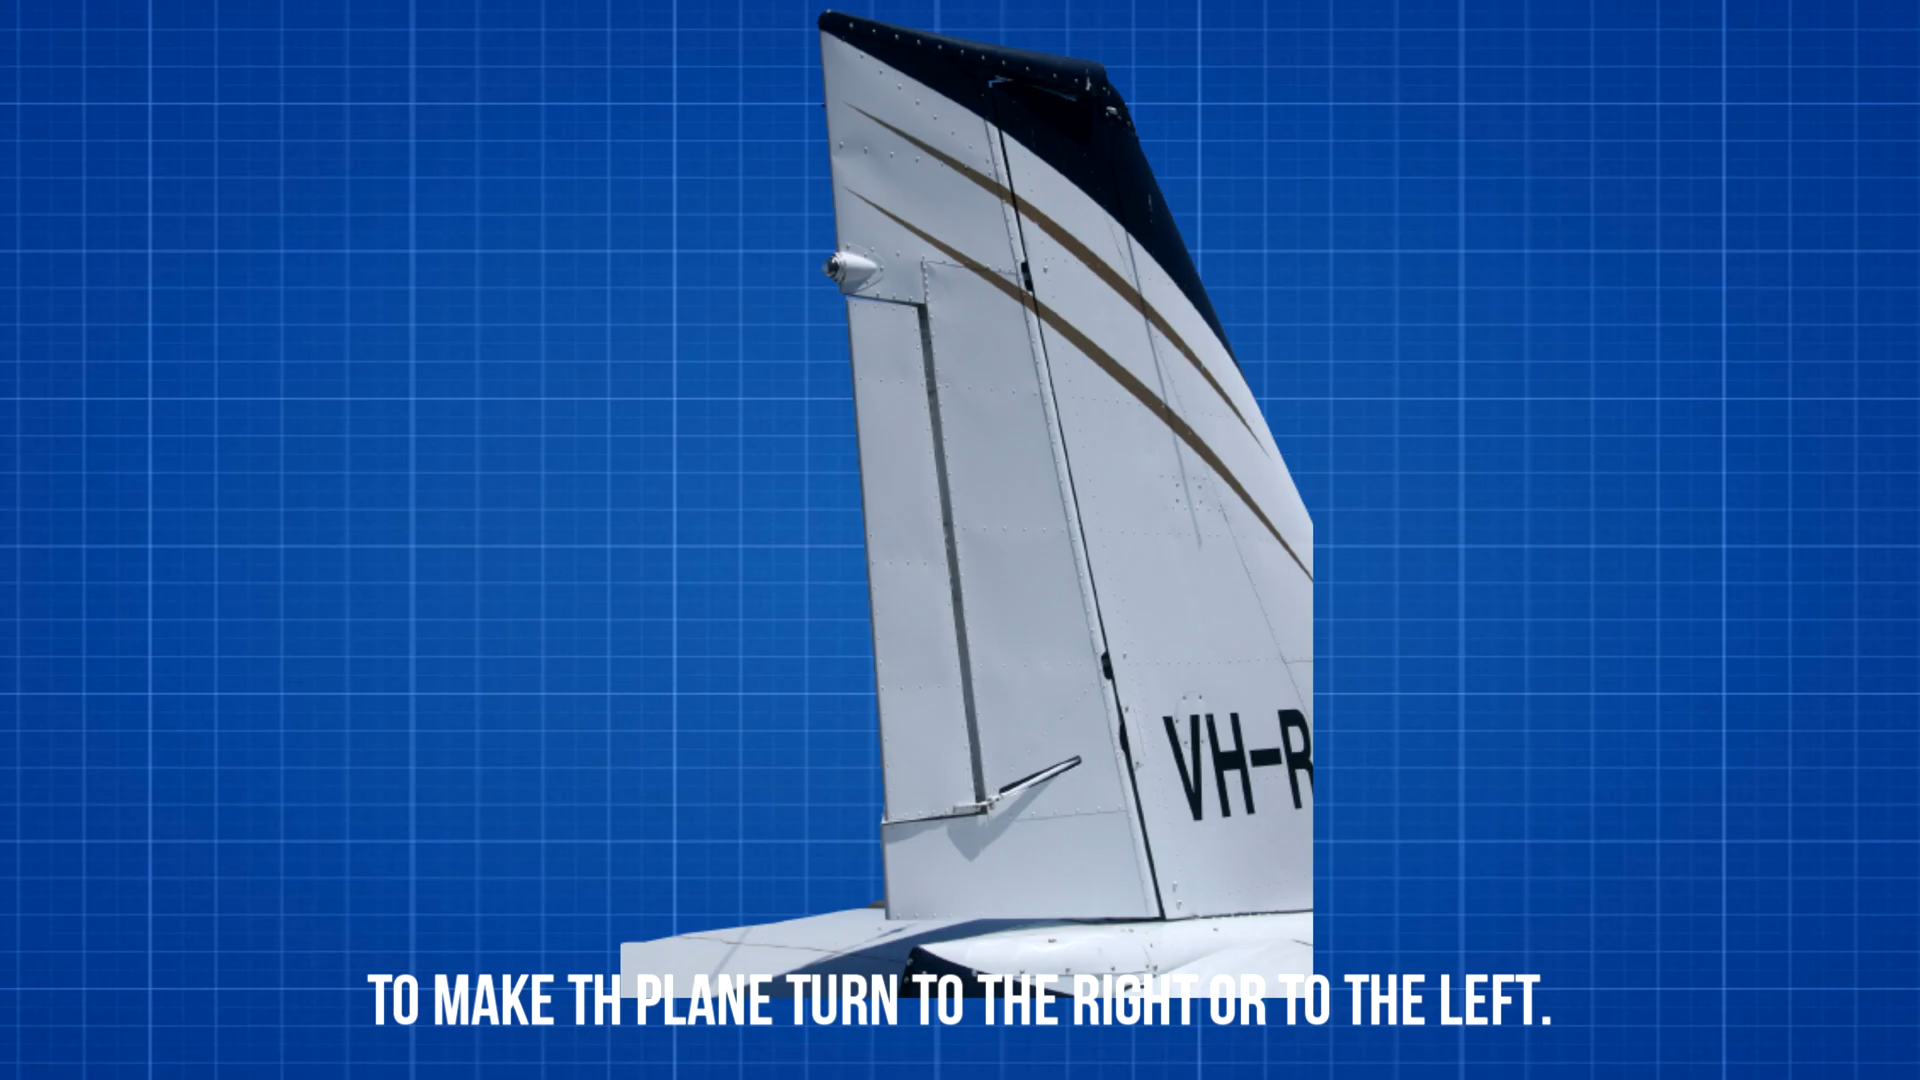 VH-R
TO MAKE TH PLANE TURN TO THE RIGHT OR TO THE LEFT.